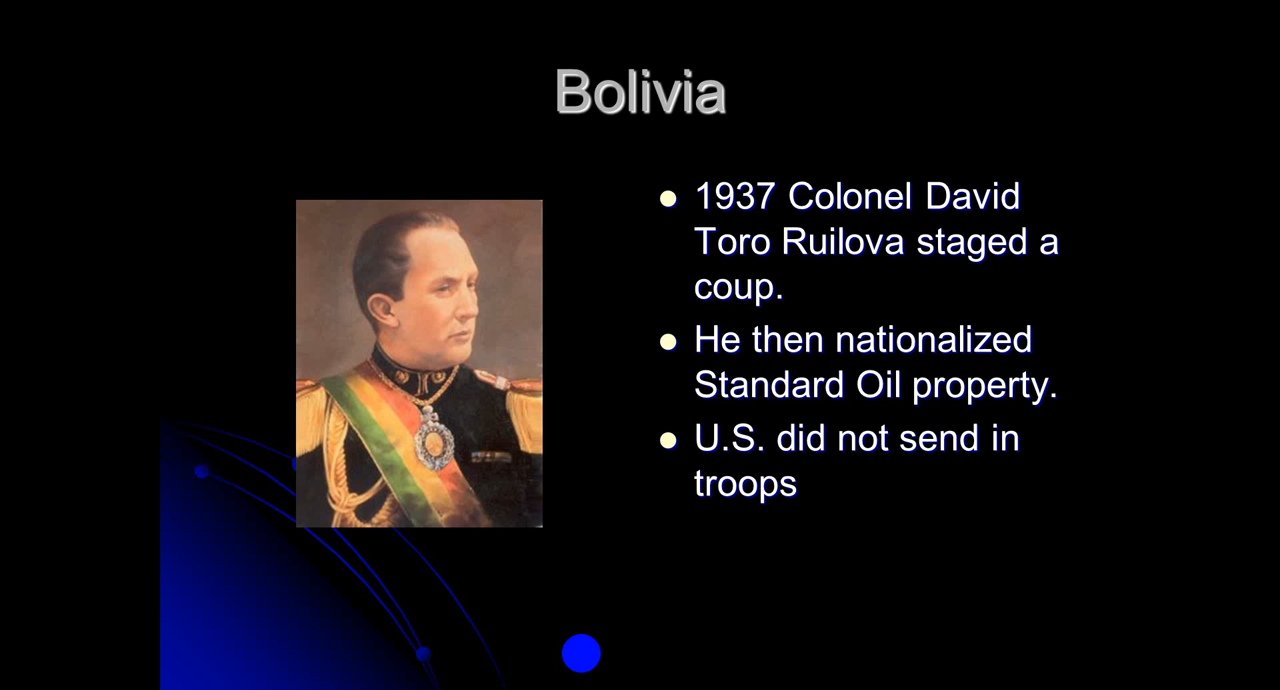 Bolivia
1937 Colonel David
Toro Ruilova staged a
coup.
He then nationalized
Standard Oil property.
U.S. did not send in
troops